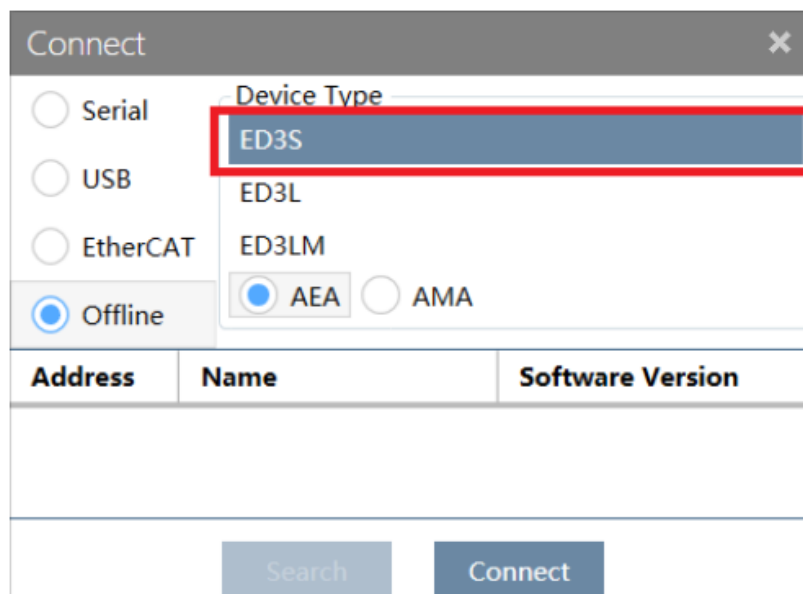 Connect
Serial
USB
EtherCAT
Offline
Device Type
ED3S
ED3L
ED3LM
AEA AMA
Address Name Software Version
Search Connect